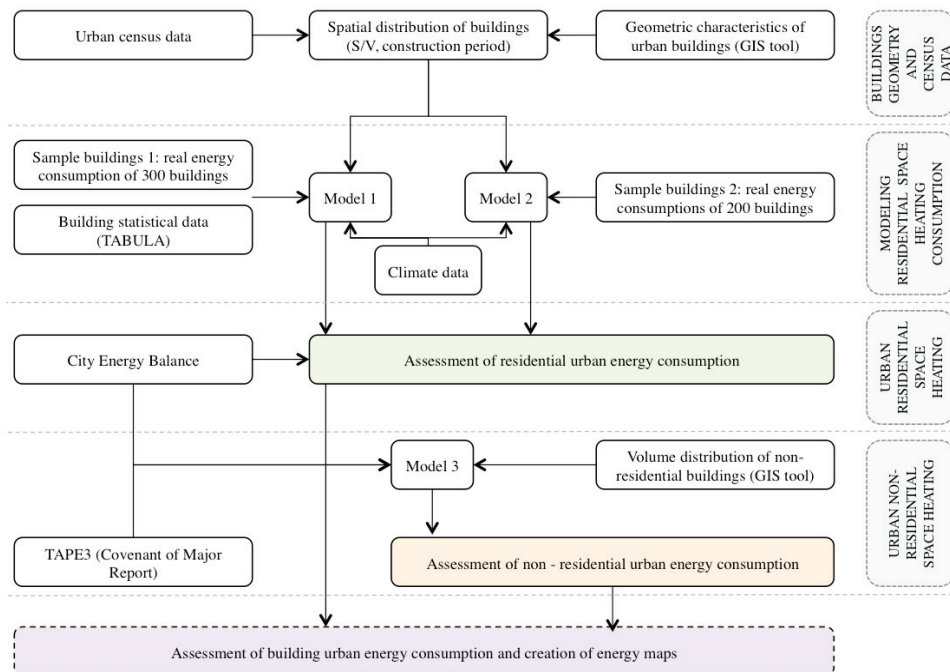 Urban census data
Spatial distribution of buildings
(S/V, construction period)
Geometric characteristics
of urban buildings (GIS tool)
BUILDINGS
GEOMETRY
AND
CENSUS
DATA
Sample buildings 1: real energy
consumption of 300 buildings
Building statistical data
(TABULA)
Model 1
Model 2
Sample buildings 2: real energy
consumptions of 200 buildings
Climate data
MODELING
RESIDENTIAL SPACE
HEATING
CONSUMPTION
City Energy Balance
Assessment of residential urban energy consumption
URBAN
RESIDENTIAL
SPACE
HEATING
Model 3
Volume distribution of non-
residential buildings (GIS tool)
TAPE3 (Covenant of Major
Report)
Assessment of non - residential urban energy consumption
URBAN NON-
RESIDENTIAL
SPACE HEATING
Assessment of building urban energy consumption and creation of energy maps